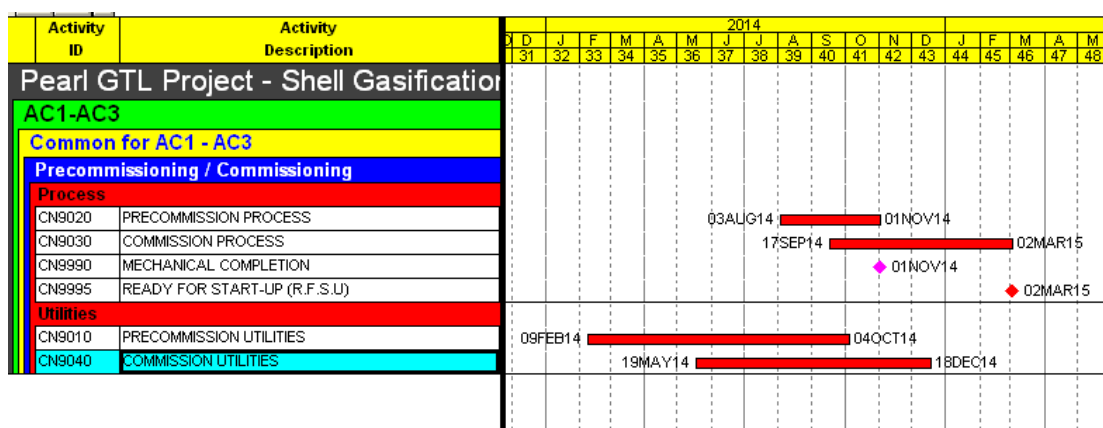 Activity Activity 2014
ID Description D D J F M A M J J A S O N D J F M A M
31 32 33 34 35 36 37 38 39 40 41 42 43 44 45 46 47 48
Pearl GTL Project - Shell Gasification
AC1-AC3
Common for AC1 - AC3
Precommissioning / Commissioning
Process
CN9020 PRECOMMISSION PROCESS 03AUG14 01NOV14
CN9030 COMMISSION PROCESS 17SEP14 02MAR15
CN9990 MECHANICAL COMPLETION 01NOV14
CN9995 READY FOR START-UP (R.F.S.U) 02MAR15
Utilities
CN9010 PRECOMMISSION UTILITIES 09FEB14 04OCT14
CN9040 COMMISSION UTILITIES 19MAY14 18DEC14